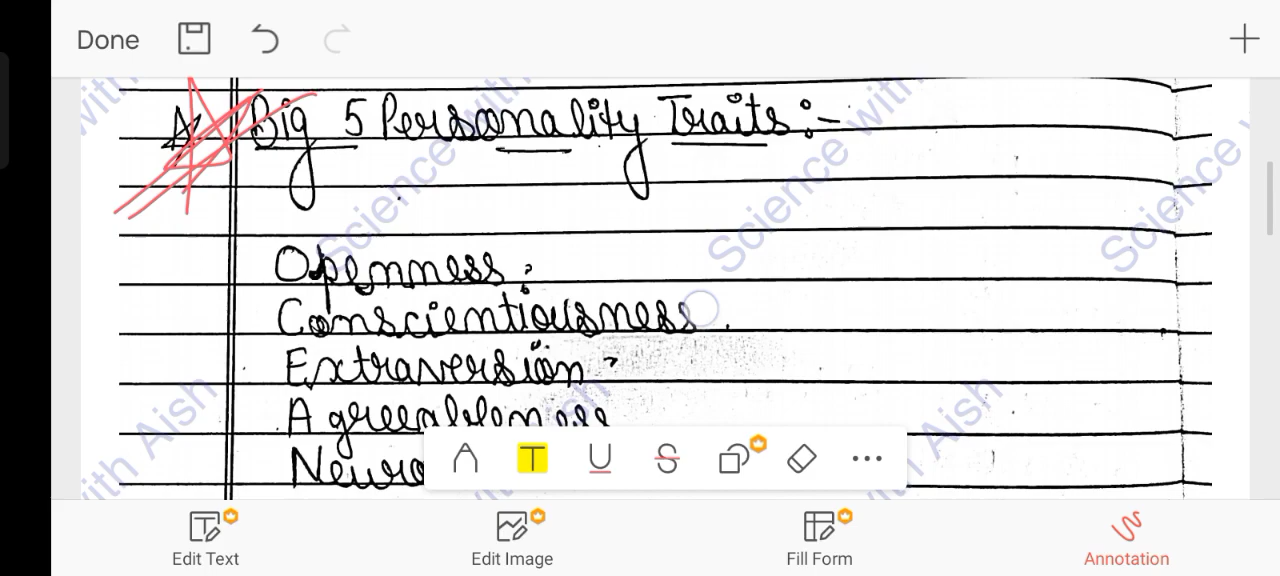 Done
Big 5 Personality Traits :-
Openness,
Conscientiousness.
Extraversion,
Agreeableness
Neuro
Science with Aish
Edit Text
Edit Image
Fill Form
Annotation